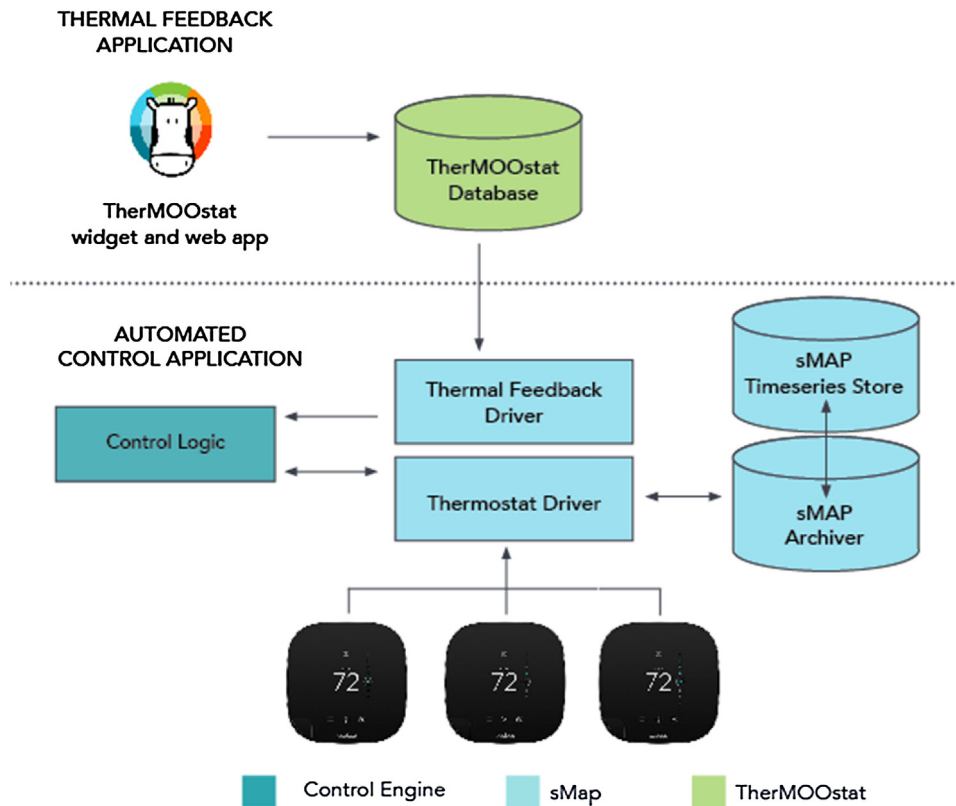 THERMAL FEEDBACK
APPLICATION
TherMOOstat
widget and web app
TherMOOstat
Database
AUTOMATED
CONTROL APPLICATION
Control Logic
Thermal Feedback
Driver
Thermostat Driver
sMAP
Timeseries Store
sMAP
Archiver
72
72
72
Control Engine
sMap
TherMOOstat